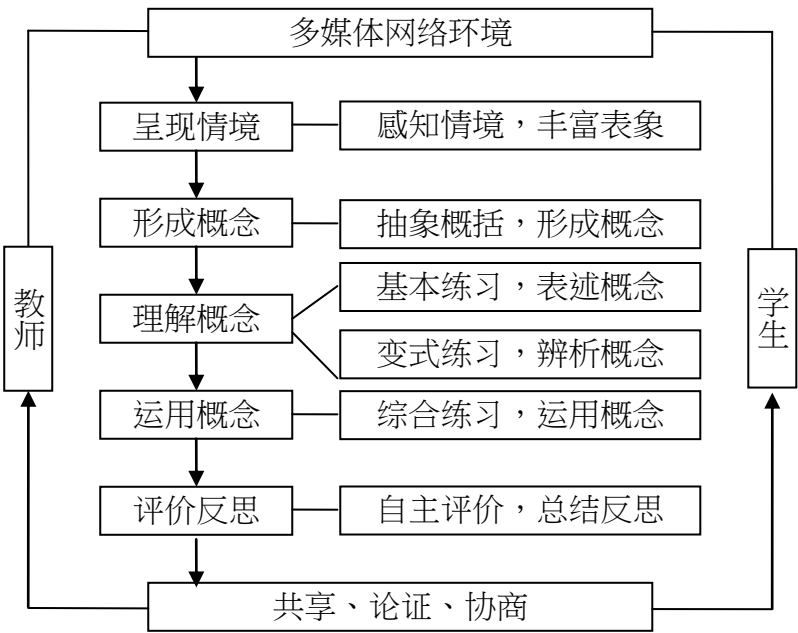 多媒体网络环境
呈现情境
感知情境，丰富表象
形成概念
抽象概括，形成概念
教师
理解概念
基本练习，表述概念
变式练习，辨析概念
学生
运用概念
综合练习，运用概念
评价反思
自主评价，总结反思
共享、论证、协商